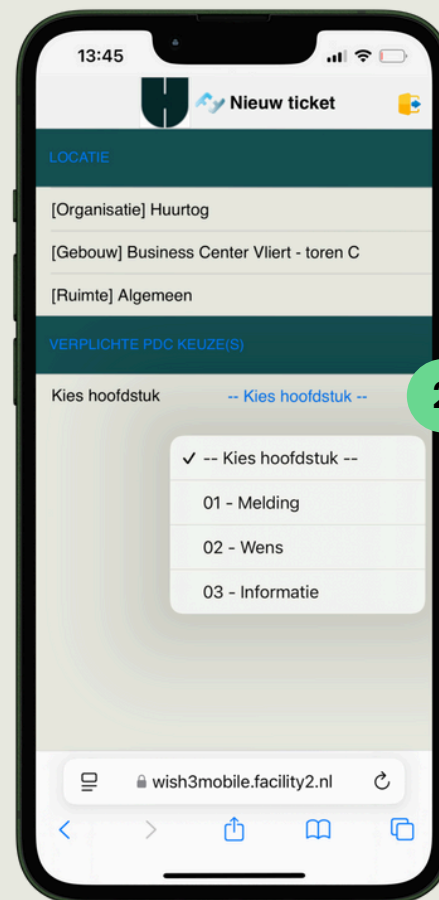 13:45
Nieuw ticket
LOCATIE
[Organisatie] Huurtog
[Gebouw] Business Center Vliert - toren C
[Ruimte] Algemeen
VERPLICHTE PDC KEUZE(S)
Kies hoofdstuk -- Kies hoofdstuk --
2
✓ -- Kies hoofdstuk --
01 - Melding
02 - Wens
03 - Informatie
wish3mobile.facility2.nl